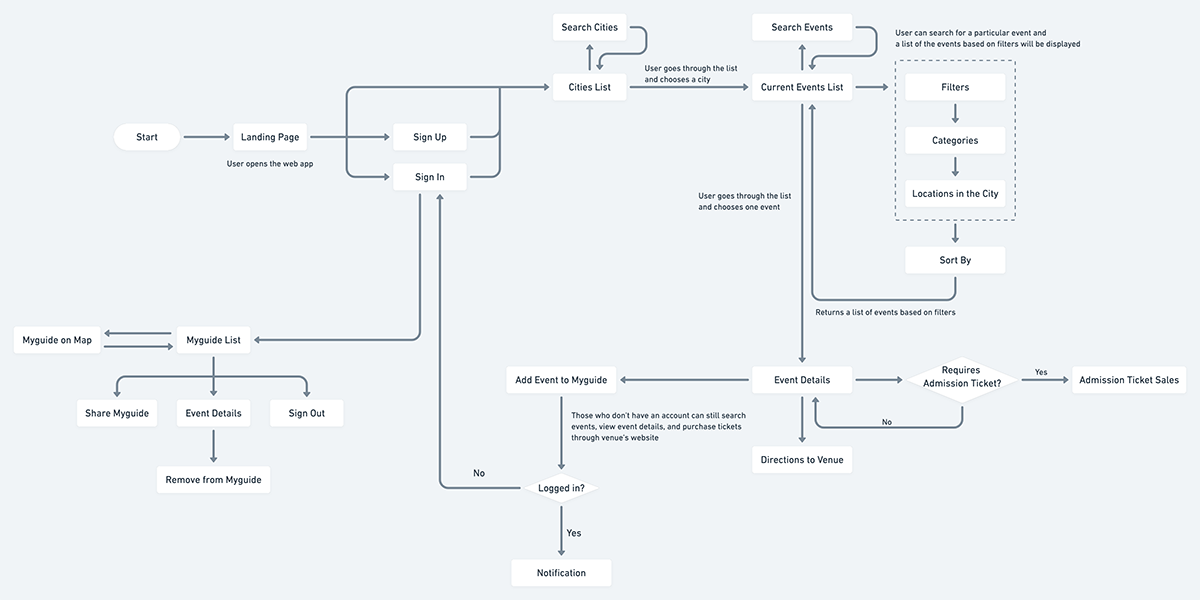 Search Cities
Search Events
User can search for a particular event and
a list of the events based on filters will be displayed
User goes through the list
and chooses a city
Cities List
Current Events List
Filters
Start
Landing Page
Sign Up
Categories
User opens the web app
Sign In
Locations in the City
User goes through the list
and chooses one event
Sort By
Returns a list of events based on filters
Myguide on Map
Myguide List
Requires
Admission Ticket?
Yes
Add Event to Myguide
Event Details
Admission Ticket Sales
Share Myguide
Event Details
Sign Out
Those who don't have an account can still search
events, view event details, and purchase tickets
through venue's website
No
Directions to Venue
Remove from Myguide
No
Logged in?
Yes
Notification